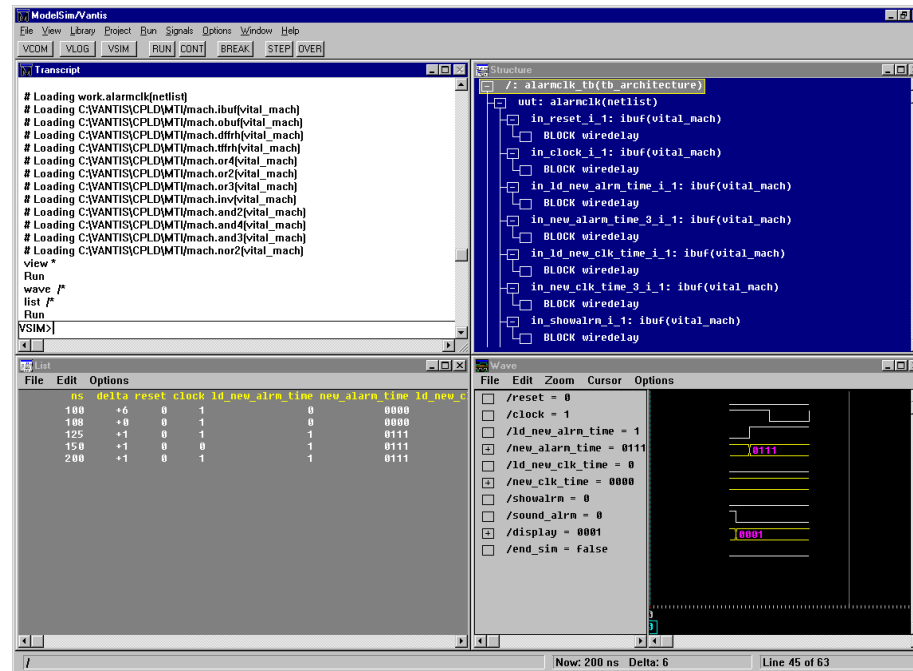 ModelSim/Vantis
File View Library Project Run Signals Options Window Help
VCOM VLOG VSIM RUN CONT BREAK STEP OVER
Transcript
# Loading work.alarmclk(netlist)
# Loading C:\VANTIS\CPLD\MTI/mach.ibuf(vital_mach)
# Loading C:\VANTIS\CPLD\MTI/mach.obuf(vital_mach)
# Loading C:\VANTIS\CPLD\MTI/mach.dffrh(vital_mach)
# Loading C:\VANTIS\CPLD\MTI/mach.tffrh(vital_mach)
# Loading C:\VANTIS\CPLD\MTI/mach.or4(vital_mach)
# Loading C:\VANTIS\CPLD\MTI/mach.or2(vital_mach)
# Loading C:\VANTIS\CPLD\MTI/mach.or3(vital_mach)
# Loading C:\VANTIS\CPLD\MTI/mach.inv(vital_mach)
# Loading C:\VANTIS\CPLD\MTI/mach.and2(vital_mach)
# Loading C:\VANTIS\CPLD\MTI/mach.and4(vital_mach)
# Loading C:\VANTIS\CPLD\MTI/mach.and3(vital_mach)
# Loading C:\VANTIS\CPLD\MTI/mach.nor2(vital_mach)
view *
Run
wave /*
list /*
Run
VSIM>
Structure
/: alarmclk_tb(tb_architecture)
uut: alarmclk(netlist)
in_reset_i_1: ibuf(vital_mach)
BLOCK wiredelay
in_clock_i_1: ibuf(vital_mach)
BLOCK wiredelay
in_ld_new_alrm_time_i_1: ibuf(vital_mach)
BLOCK wiredelay
in_new_alarm_time_3_i_1: ibuf(vital_mach)
BLOCK wiredelay
in_ld_new_clk_time_i_1: ibuf(vital_mach)
BLOCK wiredelay
in_new_clk_time_3_i_1: ibuf(vital_mach)
BLOCK wiredelay
in_showalrm_i_1: ibuf(vital_mach)
BLOCK wiredelay
List
File Edit Options
ns delta reset clock ld_new_alrm_time new_alarm_time ld_new_c
100 +6 0 1 0 0000
108 +0 0 1 0 0000
125 +1 0 1 1 0111
150 +1 0 0 1 0111
200 +1 0 1 1 0111
Wave
File Edit Zoom Cursor Options
/reset = 0
/clock = 1
/ld_new_alrm_time = 1
/new_alarm_time = 0111 0111
/ld_new_clk_time = 0
/new_clk_time = 0000
/showalrm = 0
/sound_alrm = 0
/display = 0001 0001
/end_sim = false
/
Now: 200 ns Delta: 6
Line 45 of 63